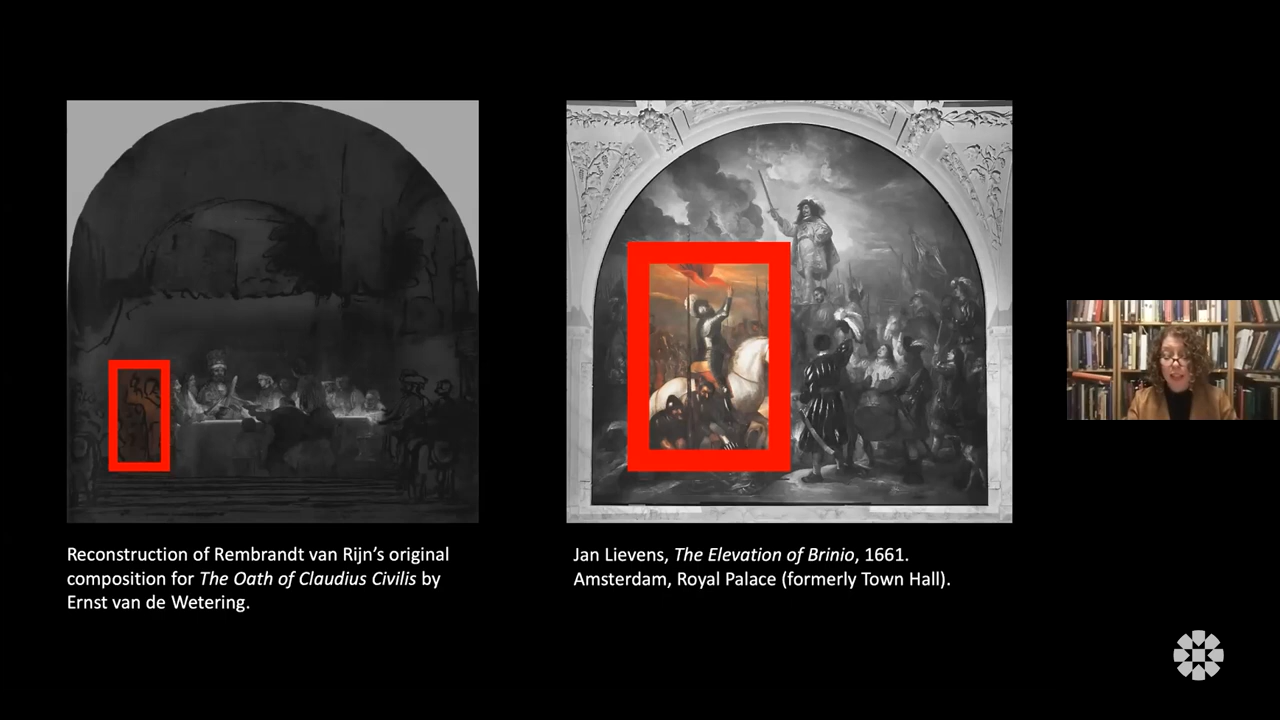 Reconstruction of Rembrandt van Rijn’s original
composition for The Oath of Claudius Civilis by
Ernst van de Wetering.
Jan Lievens, The Elevation of Brinio, 1661.
Amsterdam, Royal Palace (formerly Town Hall).